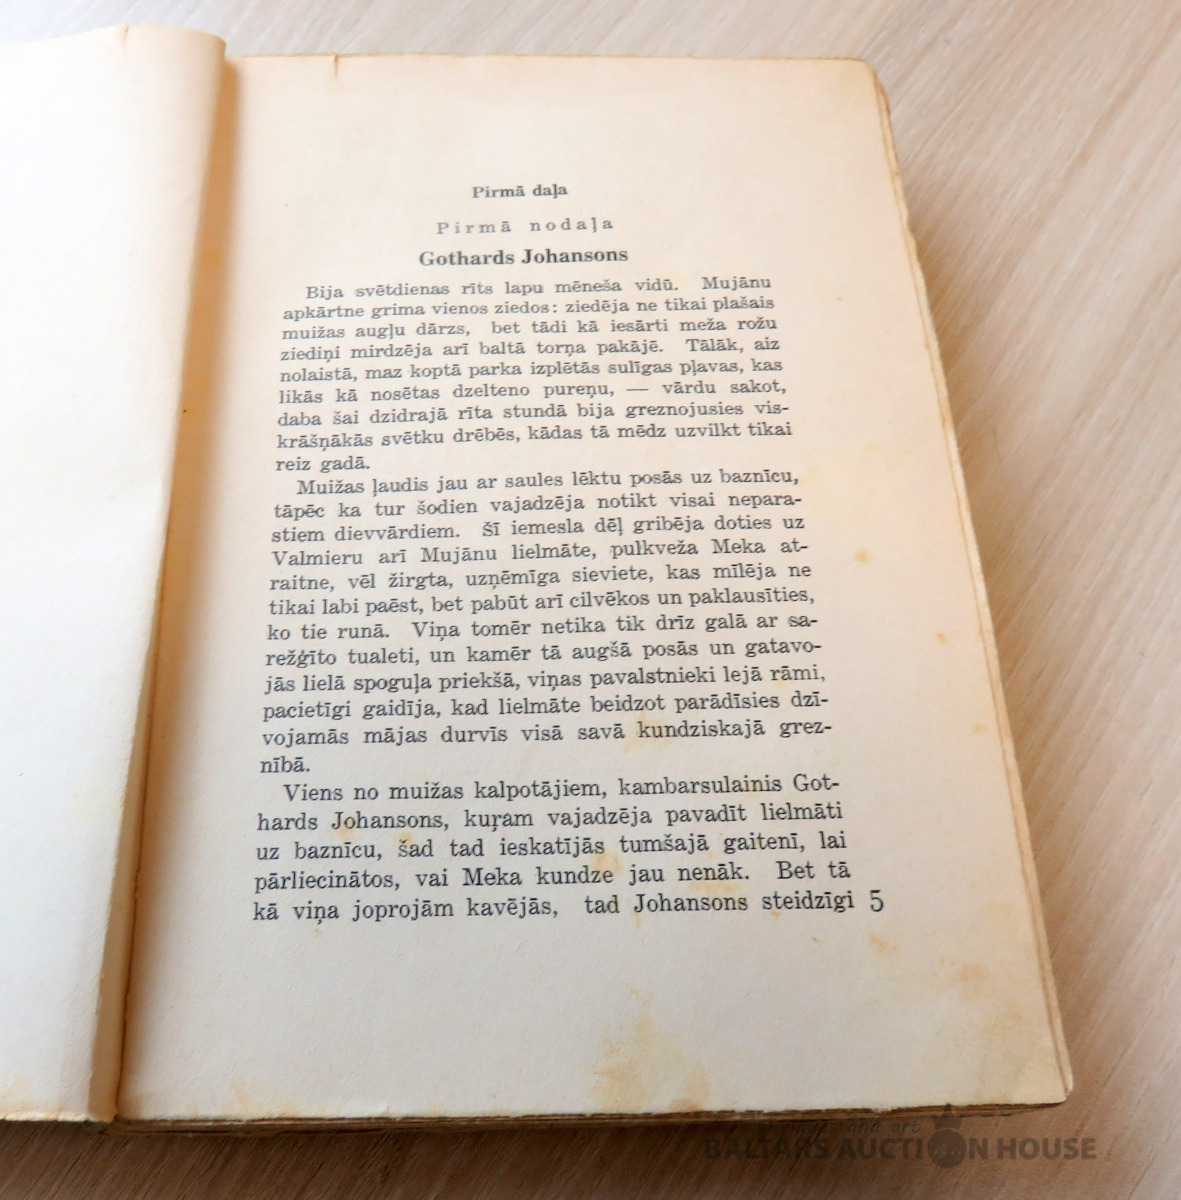 Pirmā daļa
Pirmā nodaļa
Gothards Johansons
Bija svētdienas rīts lapu mēneša vidū. Mujānu
apkārtne grima vienos ziedos: ziedēja ne tikai plašais
muižas augļu dārzs, bet tādi kā iesārti meža rožu
ziediņi mirdzēja arī baltā torņa pakājē. Tālāk, aiz
nolaistā, maz koptā parka izplētās sulīgas pļavas, kas
likās kā nosētas dzelteno pureņu, — vārdu sakot,
daba šai dzidrajā rīta stundā bija greznojusies vis-
krāšņākās svētku drēbēs, kādas tā mēdz uzvilkt tikai
reiz gadā.
Muižas ļaudis jau ar saules lēktu posās uz baznīcu,
tāpēc ka tur šodien vajadzēja notikt visai nepara-
stiem dievvārdiem. Šī iemesla dēļ gribēja doties uz
Valmieru arī Mujānu lielmāte, pulkveža Meka at-
raitne, vēl žirgta, uzņēmīga sieviete, kas mīlēja ne
tikai labi paēst, bet pabūt arī cilvēkos un paklausīties,
ko tie runā. Viņa tomēr netika tik drīz galā ar sa-
režģīto tualeti, un kamēr tā augšā posās un gatavo-
jās lielā spoguļa priekšā, viņas pavalstnieki lejā rāmi,
pacietīgi gaidīja, kad lielmāte beidzot parādīsies dzī-
vojamās mājas durvīs visā savā kundziskajā grez-
nībā.
Viens no muižas kalpotājiem, kambarsulainis Got-
hards Johansons, kuŗam vajadzēja pavadīt lielmāti
uz baznīcu, šad tad ieskatījās tumšajā gaitenī, lai
pārliecinātos, vai Meka kundze jau nenāk. Bet tā
kā viņa joprojām kavējās, tad Johansons steidzīgi 5
and art
BALTARS AUCTION HOUSE